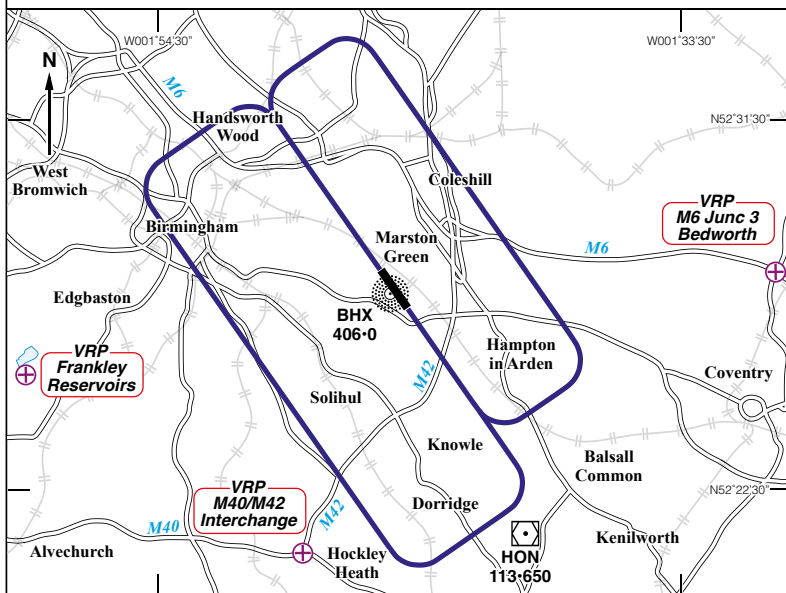 W001°54'30"
W001°33'30"
N
M6
Handsworth
Wood
N52°31'30"
West
Bromwich
Coleshill
VRP
M6 Junc 3
Bedworth
Birmingham
Marston
Green
M6
Edgbaston
BHX
406·0
VRP
Frankley
Reservoirs
Hampton
in Arden
M42
Coventry
Solihul
Knowle
Balsall
Common
VRP
M40/M42
Interchange
N52°22'30"
Dorridge
M42
M40
Alvechurch
Hockley
Heath
HON
113·650
Kenilworth